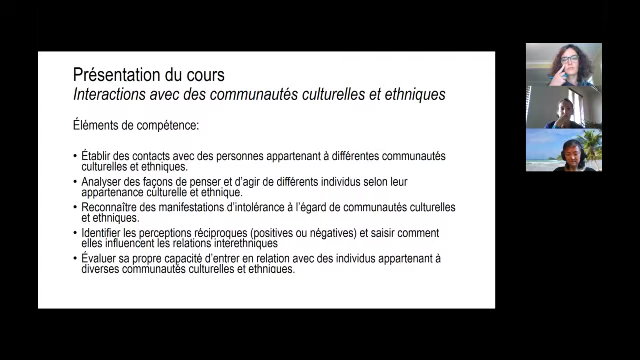 Présentation du cours
Interactions avec des communautés culturelles et ethniques
Éléments de compétence:
• Établir des contacts avec des personnes appartenant à différentes communautés
culturelles et ethniques.
• Analyser des façons de penser et d'agir de différents individus selon leur
appartenance culturelle et ethnique.
• Reconnaître des manifestations d'intolérance à l'égard de communautés culturelles
et ethniques.
• Identifier les perceptions réciproques (positives ou négatives) et saisir comment
elles influencent les relations interethniques
• Évaluer sa propre capacité d'entrer en relation avec des individus appartenant à
diverses communautés culturelles et ethniques.